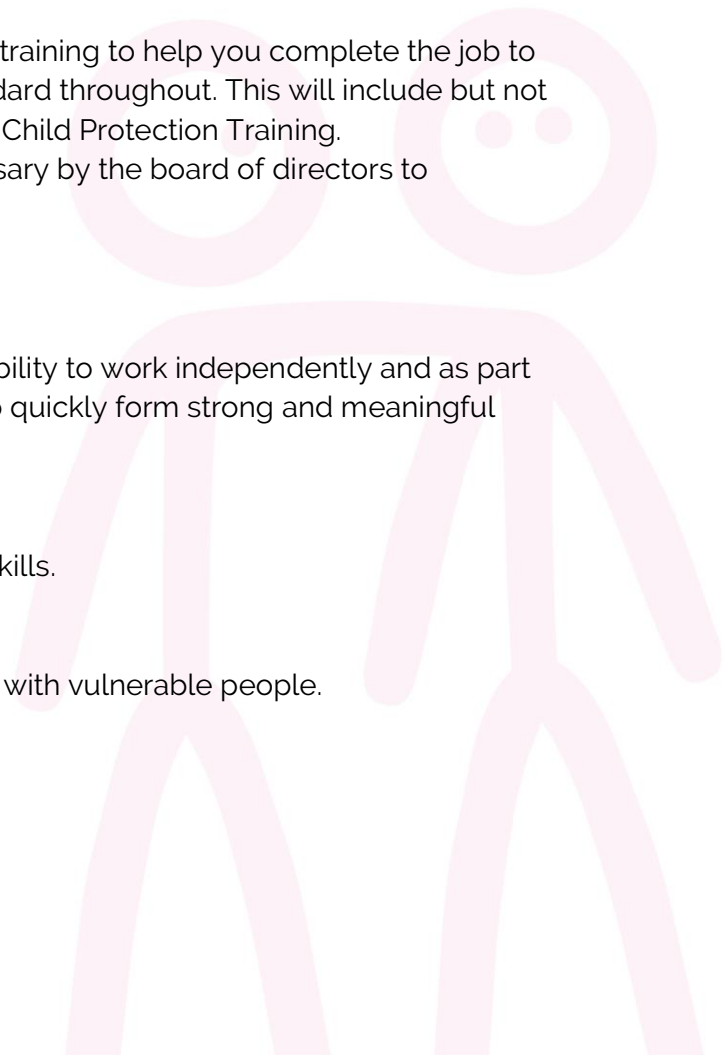 training to help you complete the job to
dard throughout. This will include but not
Child Protection Training.
sary by the board of directors to
bility to work independently and as part
o quickly form strong and meaningful
kills.
with vulnerable people.